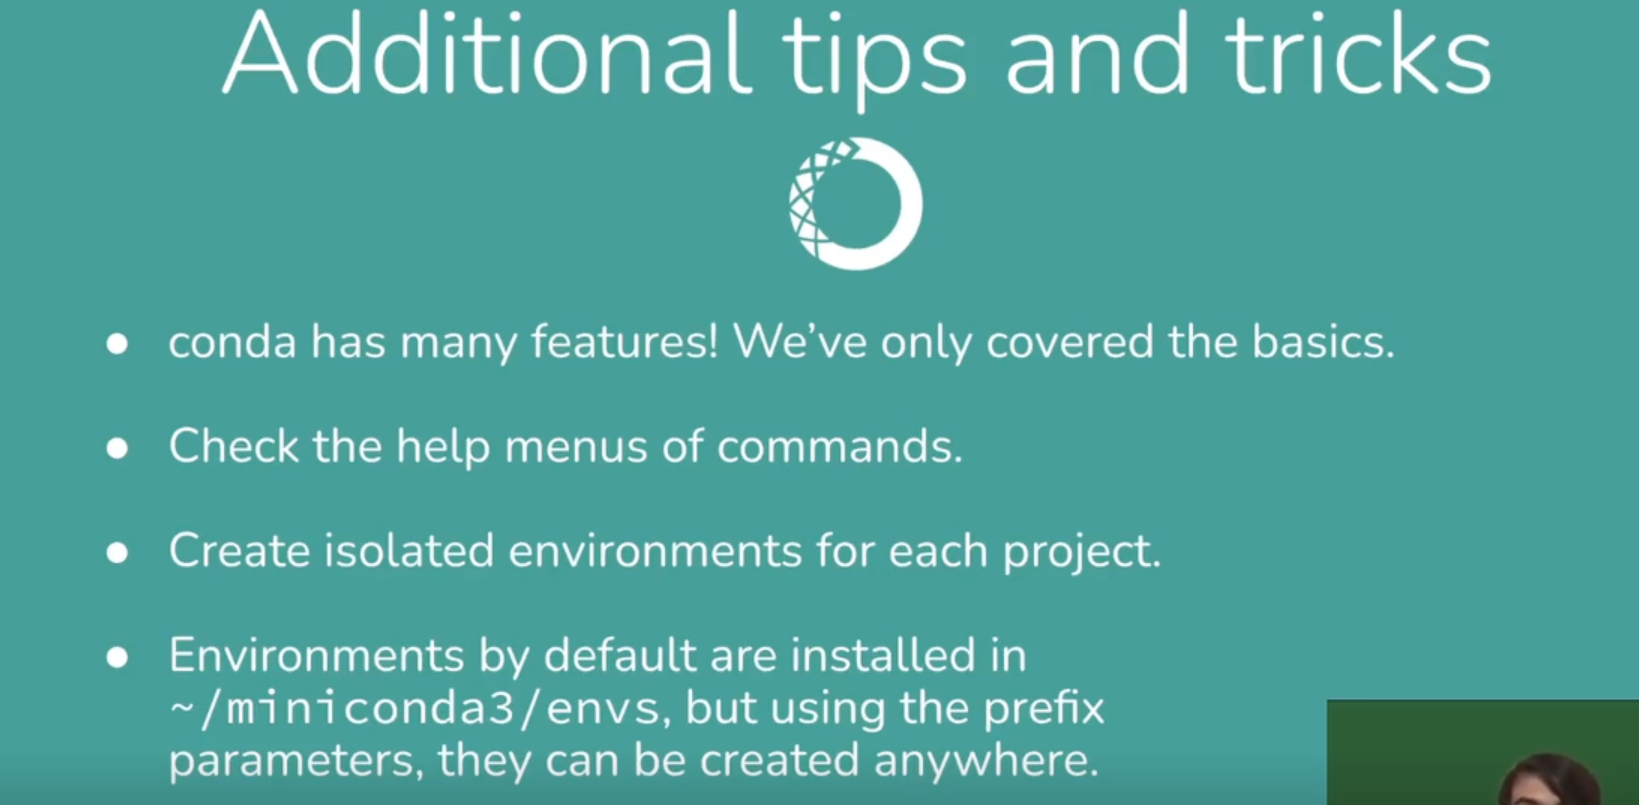 Additional tips and tricks
● conda has many features! We’ve only covered the basics.
● Check the help menus of commands.
● Create isolated environments for each project.
● Environments by default are installed in
~/miniconda3/envs, but using the prefix
parameters, they can be created anywhere.